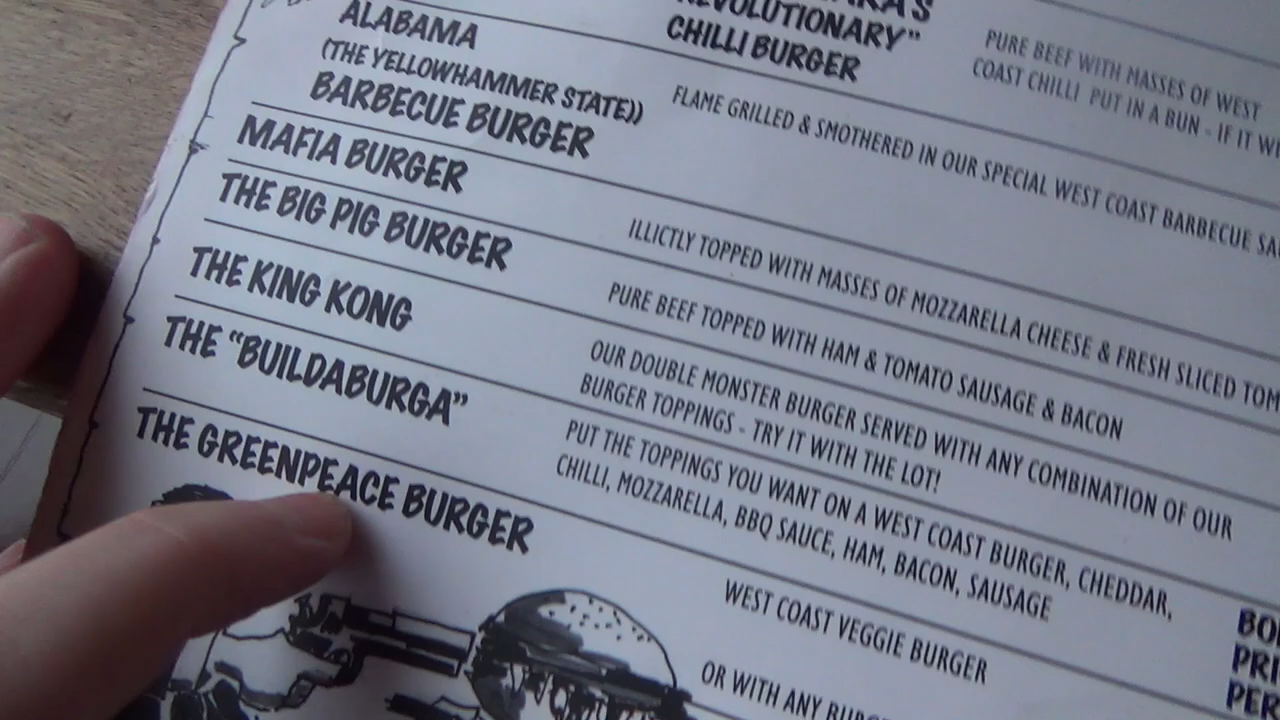 REVOLUTIONARY”
CHILLI BURGER
PURE BEEF WITH MASSES OF WEST
COAST CHILLI PUT IN A BUN - IF IT
ALABAMA
(THE YELLOWHAMMER STATE))
BARBECUE BURGER
FLAME GRILLED & SMOTHERED IN OUR SPECIAL WEST COAST BARBECUE
MAFIA BURGER
ILLICTLY TOPPED WITH MASSES OF MOZZARELLA CHEESE & FRESH SLICED
THE BIG PIG BURGER
PURE BEEF TOPPED WITH HAM & TOMATO SAUSAGE & BACON
THE KING KONG
OUR DOUBLE MONSTER BURGER SERVED WITH ANY COMBINATION OF OUR
BURGER TOPPINGS - TRY IT WITH THE LOT!
THE “BUILDABURGA”
PUT THE TOPPINGS YOU WANT ON A WEST COAST BURGER, CHEDDAR,
CHILLI, MOZZARELLA, BBQ SAUCE, HAM, BACON, SAUSAGE
THE GREENPEACE BURGER
WEST COAST VEGGIE BURGER
OR WITH ANY